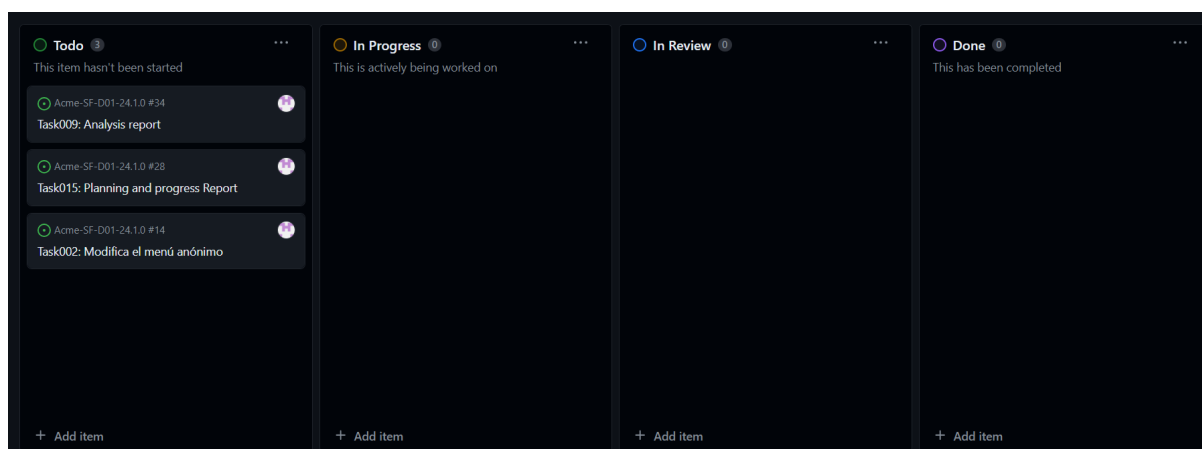 Todo 3
This item hasn't been started
Acme-SF-D01-24.1.0 #34
Task009: Analysis report
Acme-SF-D01-24.1.0 #28
Task015: Planning and progress Report
Acme-SF-D01-24.1.0 #14
Task002: Modifica el menú anónimo
+ Add item
In Progress 0
This is actively being worked on
+ Add item
In Review 0
+ Add item
Done 0
This has been completed
+ Add item